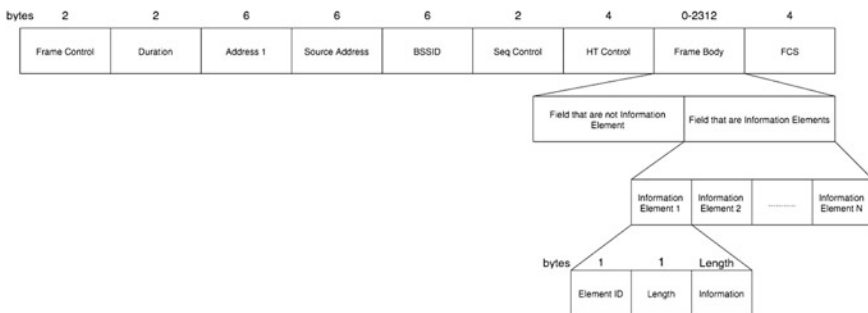 bytes 2 2 6 6 6 2 4 0-2312 4
Frame Control Duration Address 1 Source Address BSSID Seq Control HT Control Frame Body FCS
Field that are not Information
Element
Field that are Information Elements
Information
Element 1
Information
Element 2
..........
Information
Element N
bytes 1 1 Length
Element ID Length Information